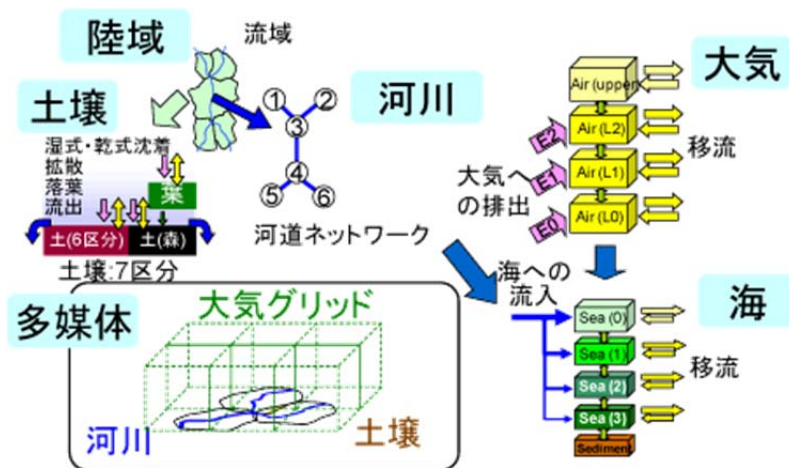 陸域
流域
土壌
河川
大気
湿式・乾式沈着
拡散
落葉
流出
葉
土(6区分)
土(森)
土壌:7区分
①
②
③
④
⑤
⑥
河道ネットワーク
Air(upper
Air (L2)
Air (L1)
Air (L0)
E2
E1
E0
大気へ
の排出
移流
海への
流入
海
Sea (0)
Sea (1)
Sea (2)
Sea (3)
Sediment
移流
多媒体
大気グリッド
河川
土壌